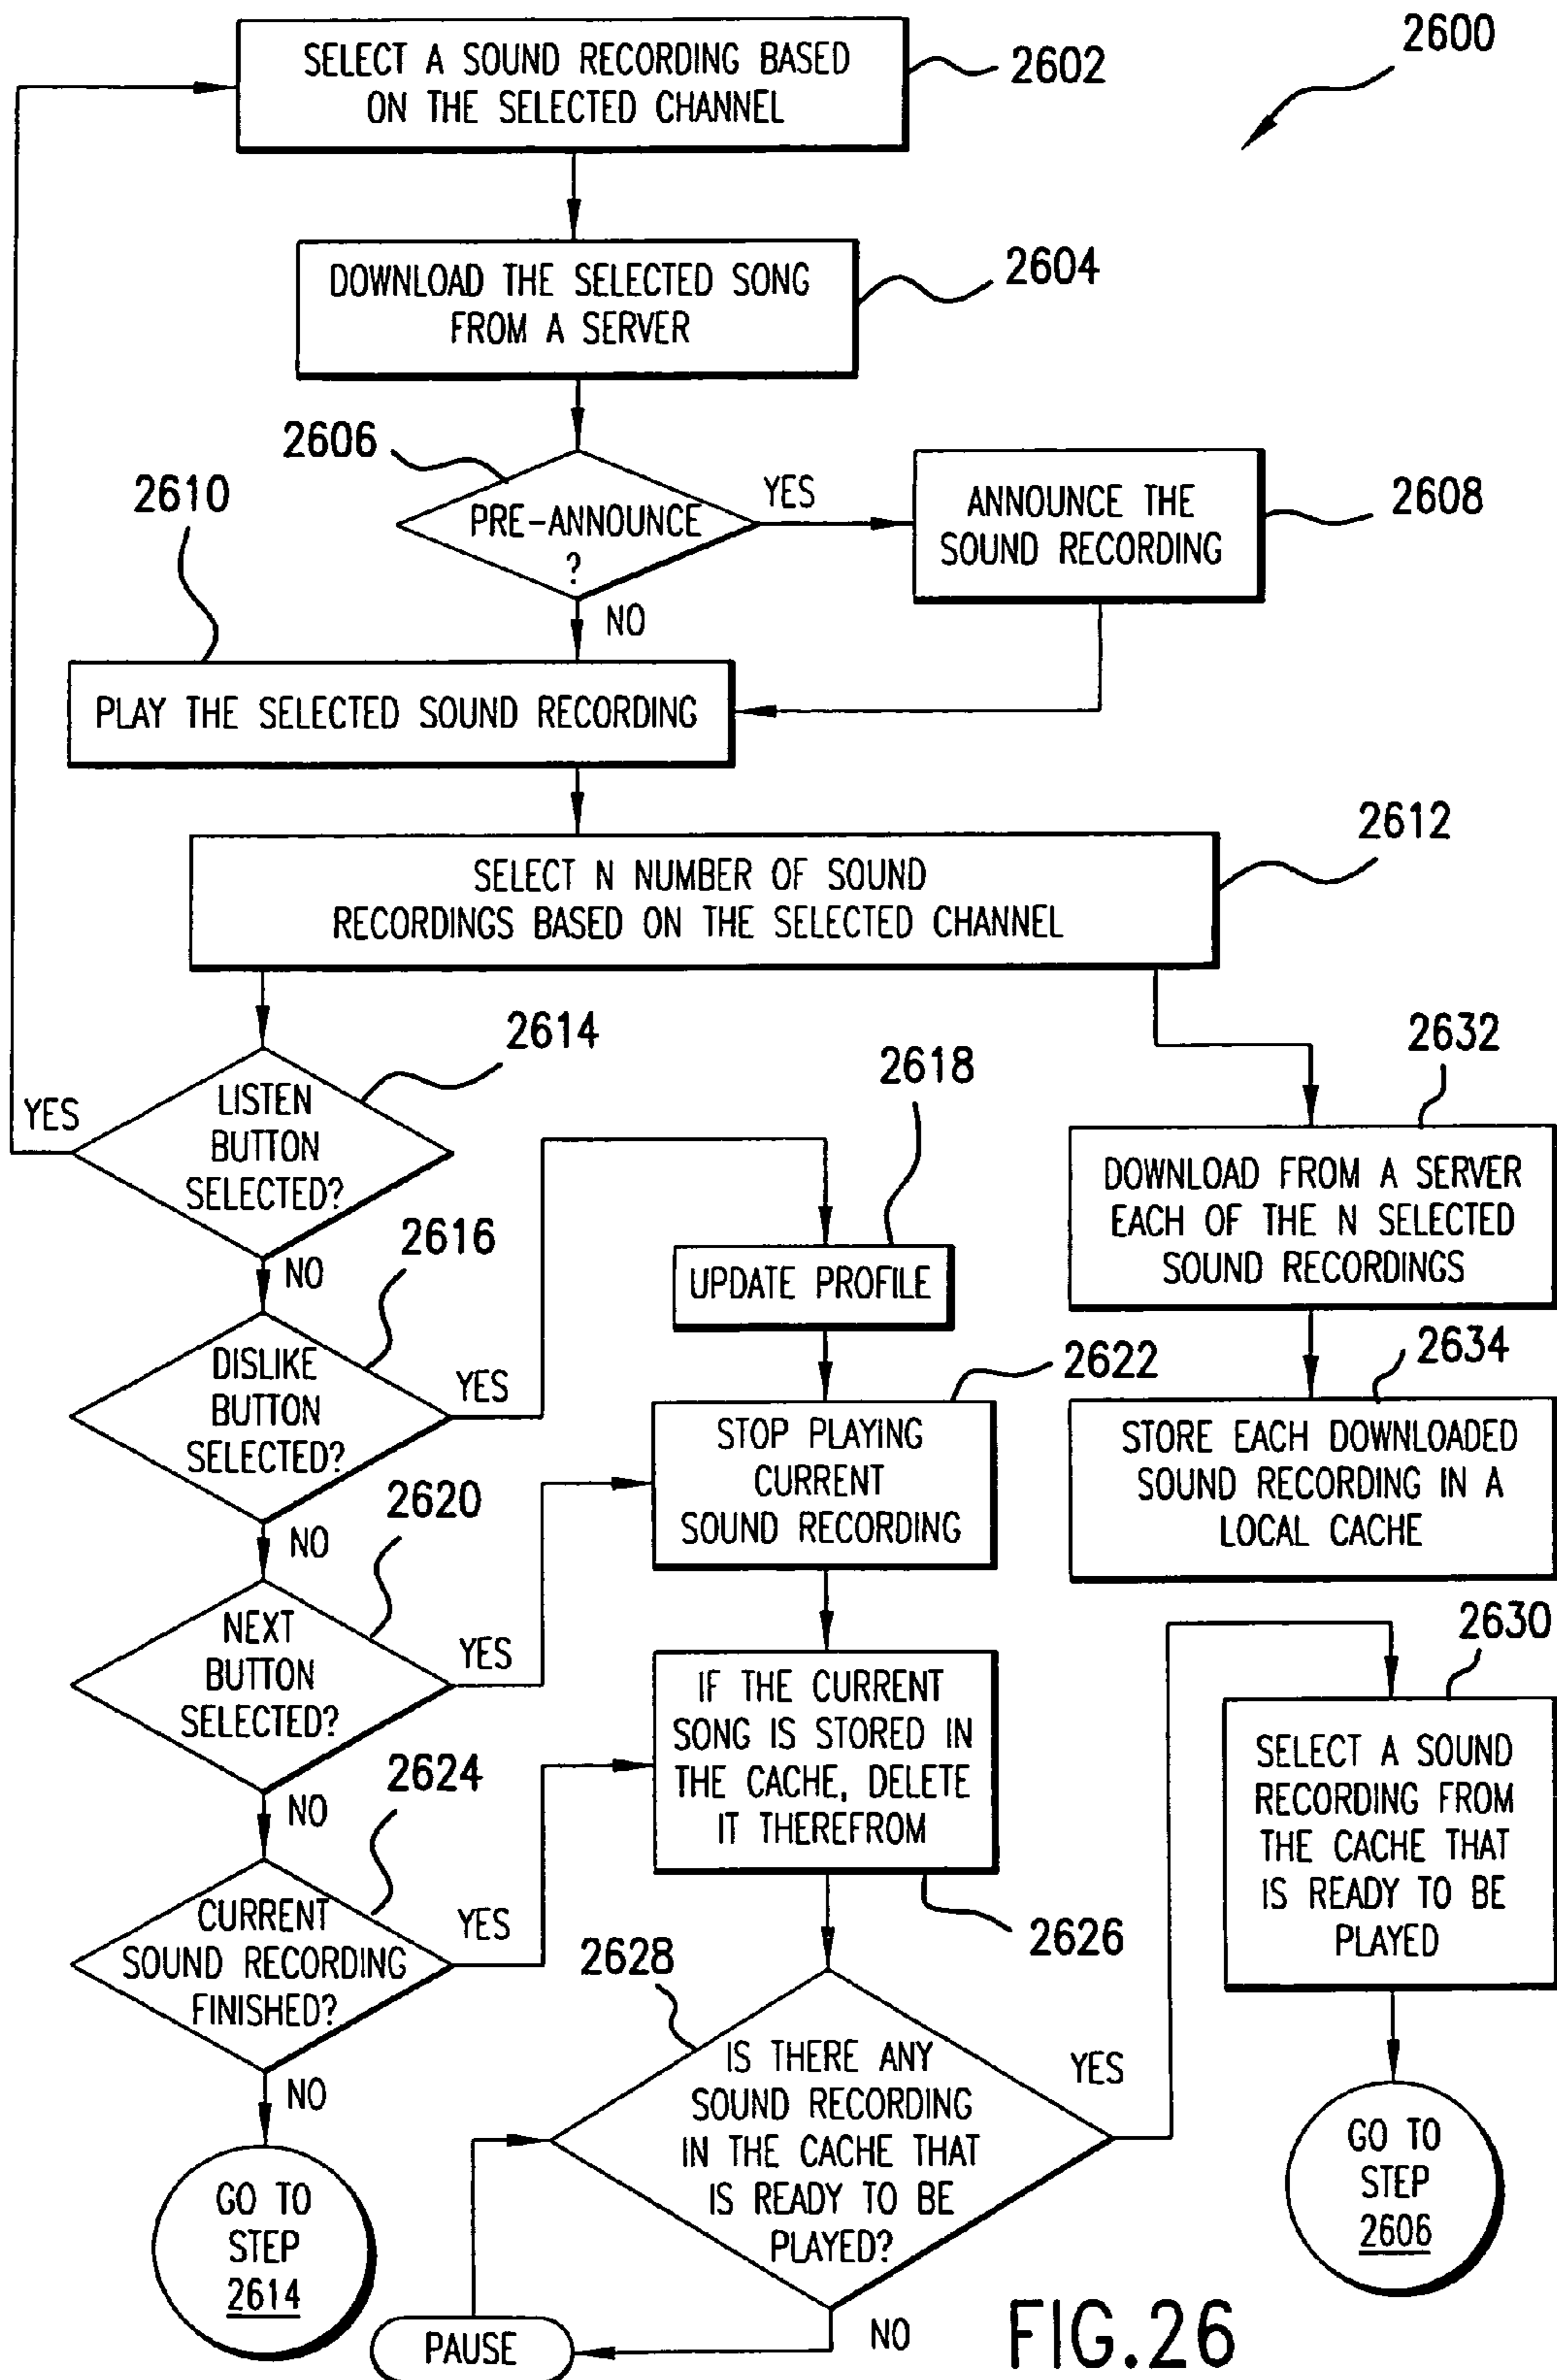 2600
SELECT A SOUND RECORDING BASED
ON THE SELECTED CHANNEL
2602
DOWNLOAD THE SELECTED SONG
FROM A SERVER
2604
2606
PRE-ANNOUNCE
?
YES
NO
ANNOUNCE THE
SOUND RECORDING
2608
2610
PLAY THE SELECTED SOUND RECORDING
2612
SELECT N NUMBER OF SOUND
RECORDINGS BASED ON THE SELECTED CHANNEL
2614
LISTEN
BUTTON
SELECTED?
YES
NO
2616
DISLIKE
BUTTON
SELECTED?
YES
NO
2618
UPDATE PROFILE
2620
NEXT
BUTTON
SELECTED?
YES
NO
2622
STOP PLAYING
CURRENT
SOUND RECORDING
2624
CURRENT
SOUND RECORDING
FINISHED?
YES
NO
GO TO
STEP
2614
IF THE CURRENT
SONG IS STORED IN
THE CACHE, DELETE
IT THEREFROM
2626
2628
IS THERE ANY
SOUND RECORDING
IN THE CACHE THAT
IS READY TO BE
PLAYED?
YES
NO
PAUSE
2632
DOWNLOAD FROM A SERVER
EACH OF THE N SELECTED
SOUND RECORDINGS
2634
STORE EACH DOWNLOADED
SOUND RECORDING IN A
LOCAL CACHE
2630
SELECT A SOUND
RECORDING FROM
THE CACHE THAT
IS READY TO BE
PLAYED
GO TO
STEP
2606
FIG.26